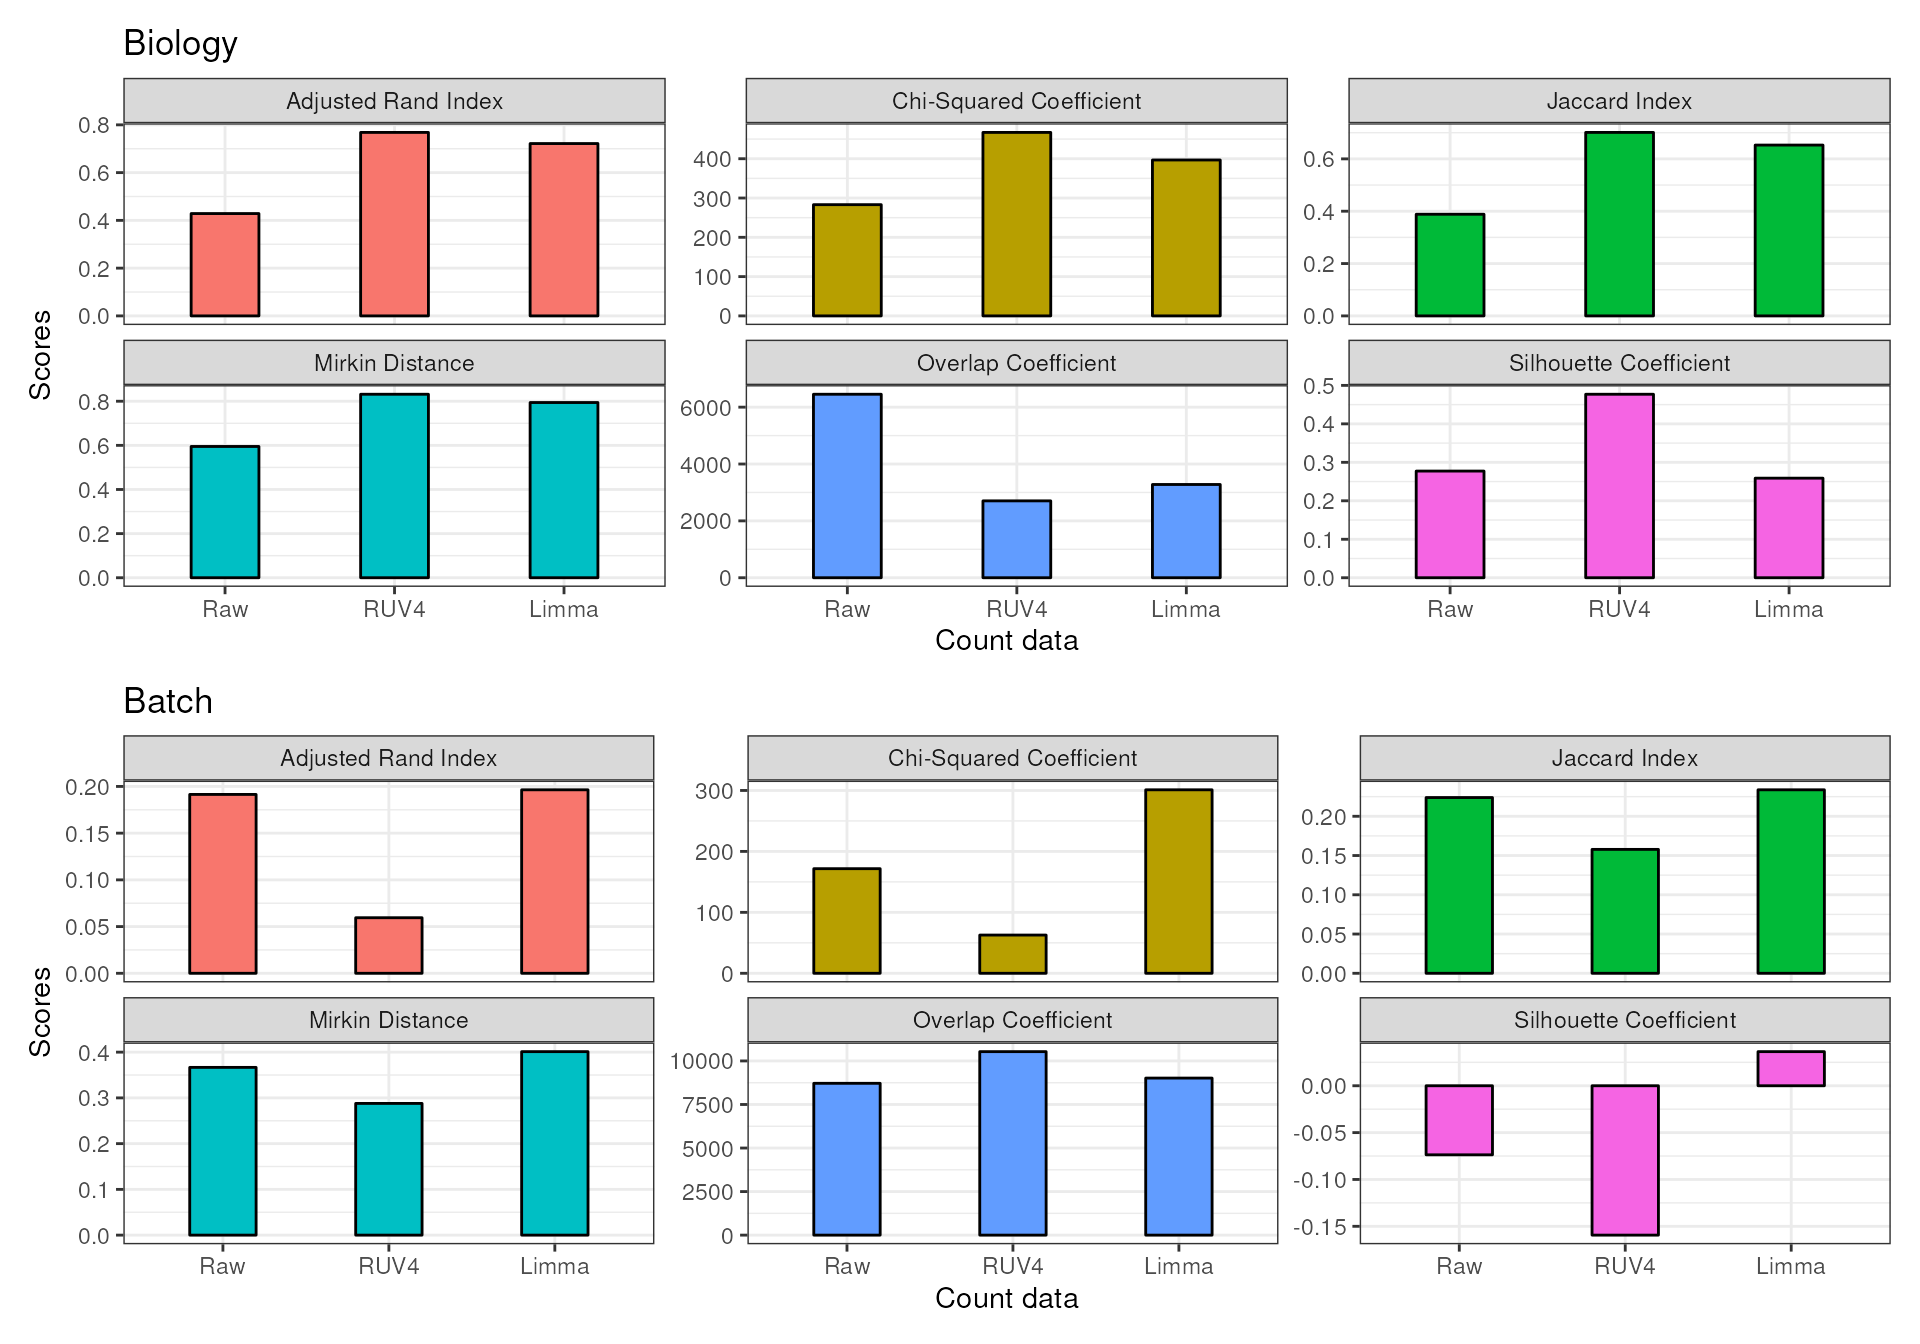 Biology
Adjusted Rand Index
Chi-Squared Coefficient
Jaccard Index
0.8
0.6
0.4
0.2
0.0
400
300
200
100
0
0.6
0.4
0.2
0.0
Scores
Mirkin Distance
Overlap Coefficient
Silhouette Coefficient
0.8
0.6
0.4
0.2
0.0
6000
4000
2000
0
0.5
0.4
0.3
0.2
0.1
0.0
Raw RUV4 Limma
Raw RUV4 Limma
Raw RUV4 Limma
Count data
Batch
Adjusted Rand Index
Chi-Squared Coefficient
Jaccard Index
0.20
0.15
0.10
0.05
0.00
300
200
100
0
0.20
0.15
0.10
0.05
0.00
Scores
Mirkin Distance
Overlap Coefficient
Silhouette Coefficient
0.4
0.3
0.2
0.1
0.0
10000
7500
5000
2500
0
0.00
-0.05
-0.10
-0.15
Raw RUV4 Limma
Raw RUV4 Limma
Raw RUV4 Limma
Count data